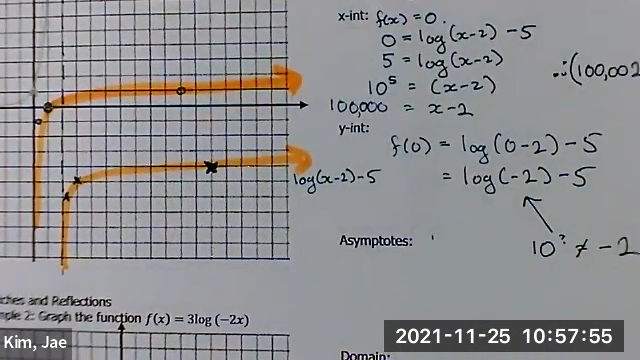 x-int: f(x)=0.
0 = log(x-2) -5
5 = log(x-2)
∴(100,002
10⁵ = (x-2)
100,000 = x-2
y-int:
f(0) = log(0-2)-5
log(x-2)-5
= log(-2)-5
Asymptotes:
10^? ≠ -2
ches and Reflections
ple 2: Graph the function f(x) = 3log(-2x)
Kim, Jae
2021-11-25 10:57:55
Domain: